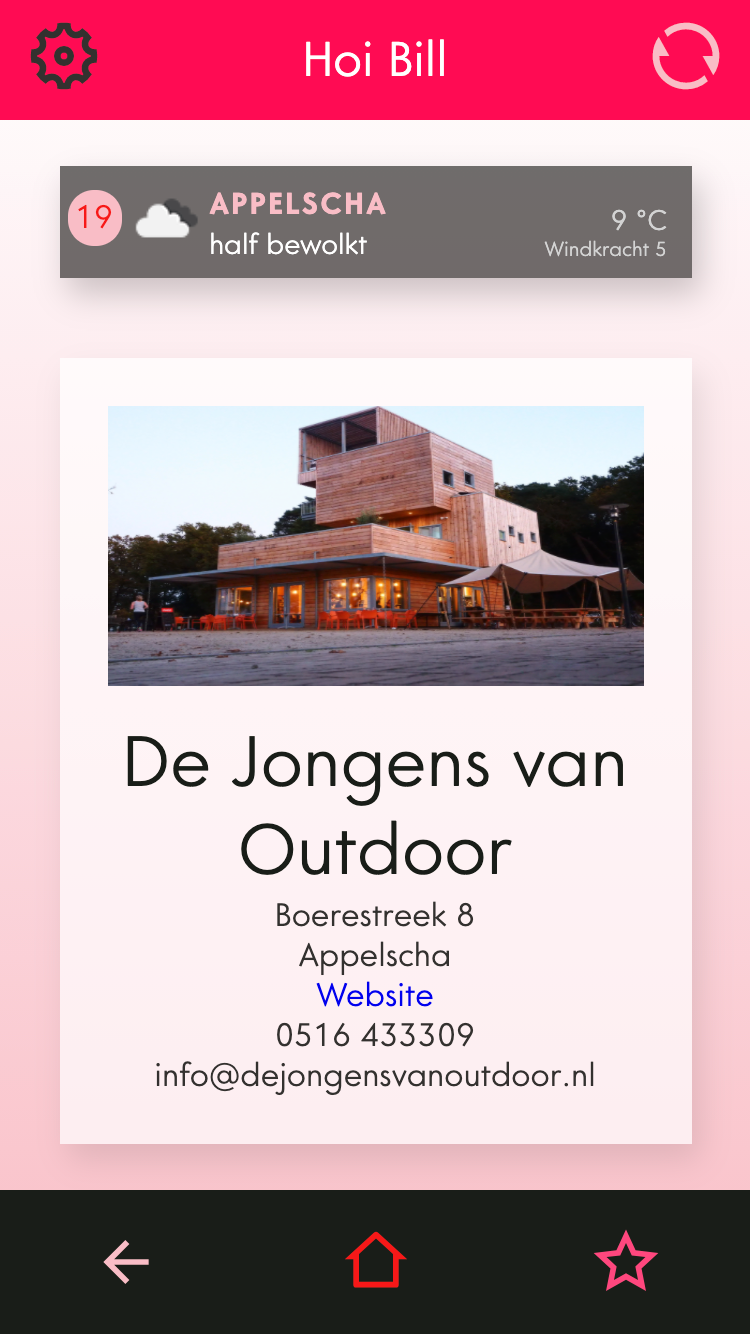 Hoi Bill
19
APPELSCHA
half bewolkt
9 °C
Windkracht 5
De Jongens van
Outdoor
Boerestreek 8
Appelscha
Website
0516 433309
info@dejongensvanoutdoor.nl